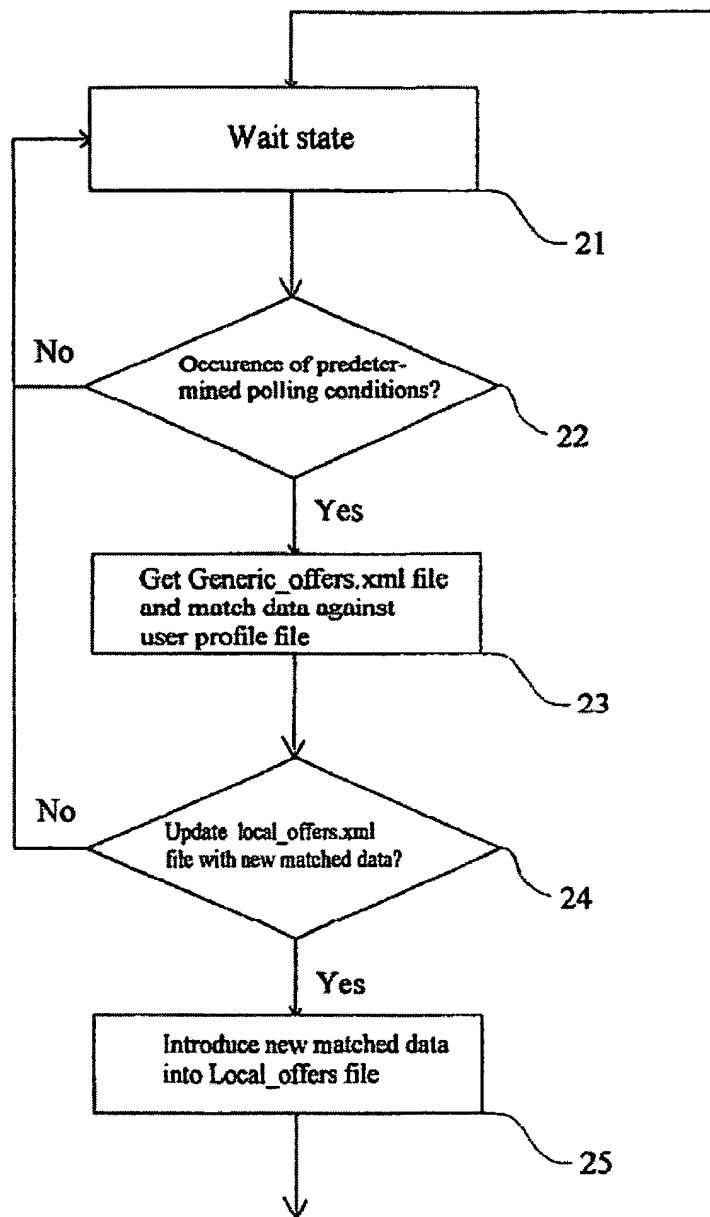 Wait state
21
No
Occurence of predeter-
mined polling conditions?
22
Yes
Get Generic_offers.xml file
and match data against
user profile file
23
No
Update local_offers.xml
file with new matched data?
24
Yes
Introduce new matched data
into Local_offers file
25